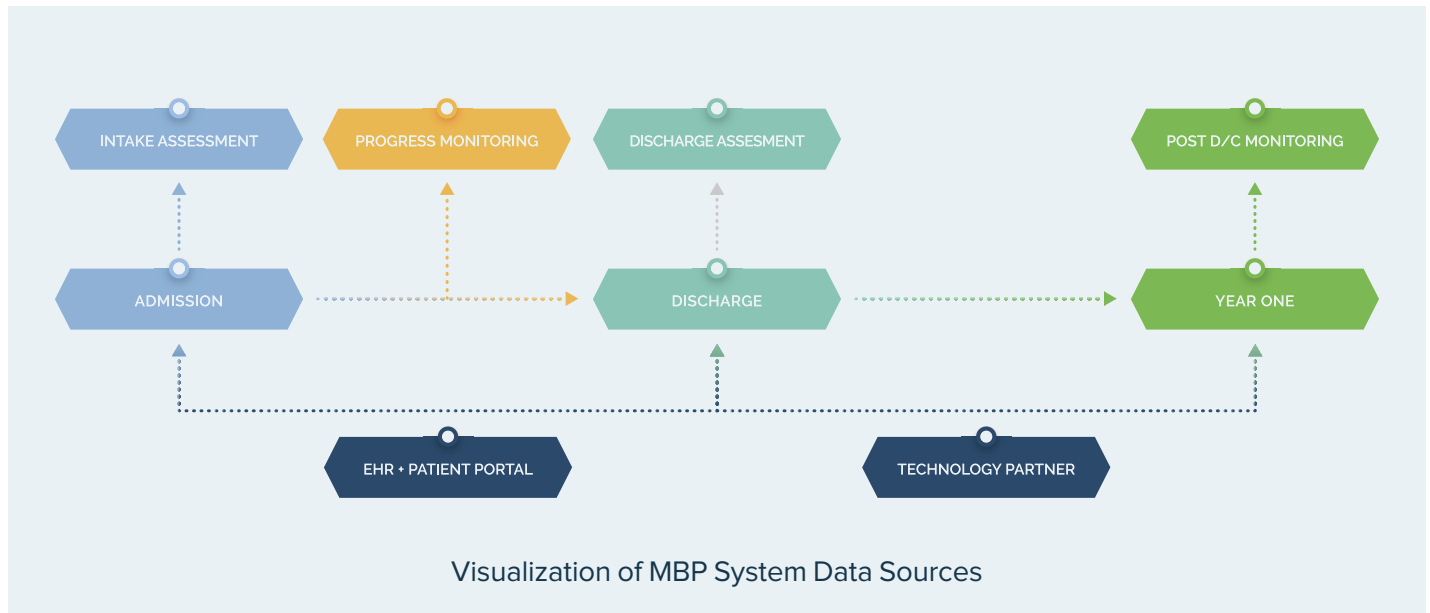 INTAKE ASSESSMENT
PROGRESS MONITORING
DISCHARGE ASSESMENT
POST D/C MONITORING
ADMISSION
DISCHARGE
YEAR ONE
EHR + PATIENT PORTAL
TECHNOLOGY PARTNER
Visualization of MBP System Data Sources